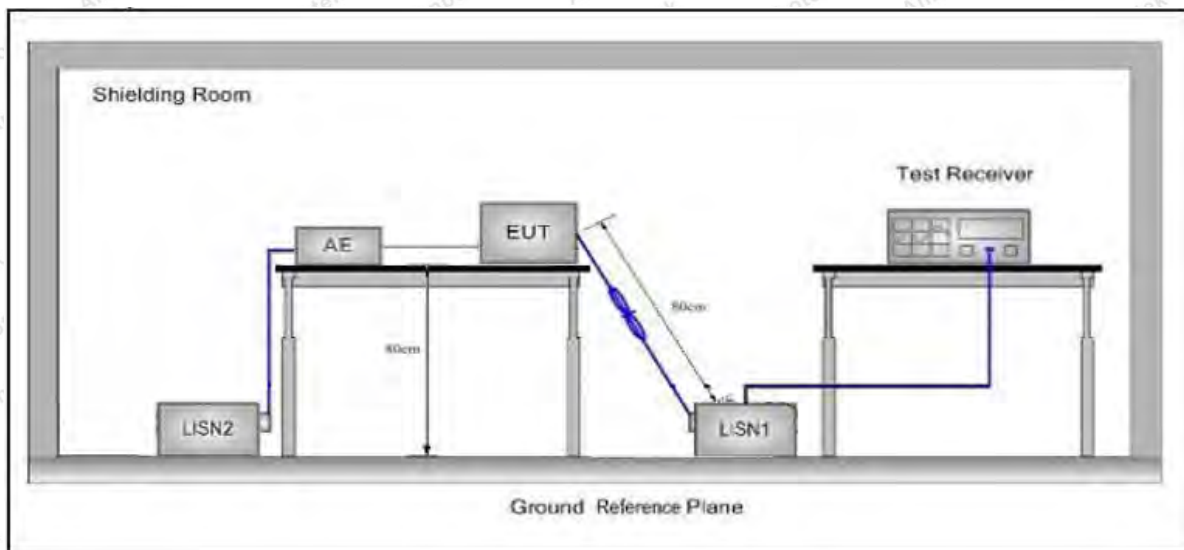 Shielding Room
Test Receiver
AE
EUT
80cm
80cm
LISN2
LISN1
Ground Reference Plane